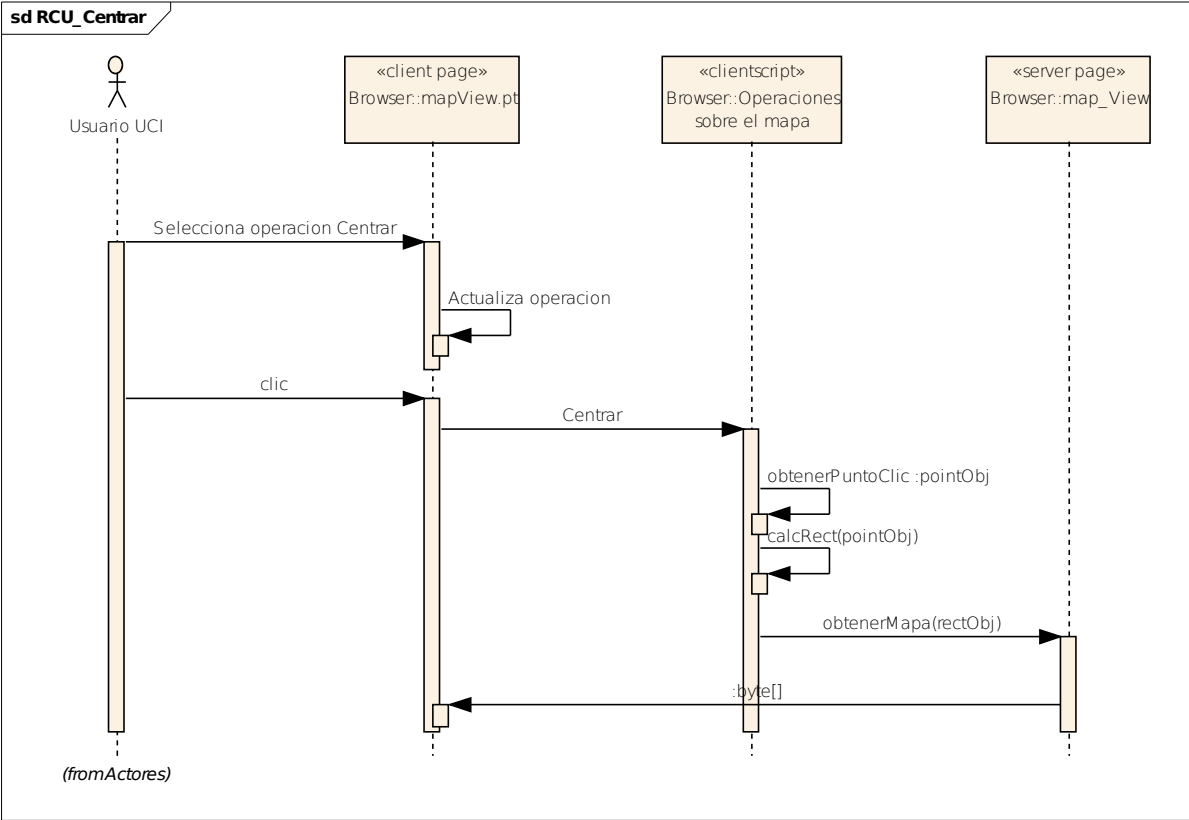 sd RCU_Centrar
Usuario UCI
«client page»
Browser::mapView.pt
«clientscript»
Browser::Operaciones
sobre el mapa
«server page»
Browser::map_View
Selecciona operacion Centrar
Actualiza operacion
clic
Centrar
obtenerPuntoClic :pointObj
calcRect(pointObj)
obtenerMapa(rectObj)
:byte[]
(fromActores)